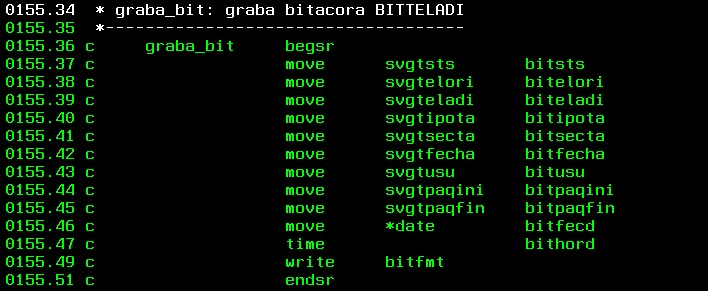 0155.34  * graba_bit: graba bitacora BITTELADI
0155.35  *------------------------------------
0155.36 c     graba_bit     begsr
0155.37 c                   move      svgtsts       bitsts
0155.38 c                   move      svgtelori     bitelori
0155.39 c                   move      svgteladi     biteladi
0155.40 c                   move      svgtipota     bitipota
0155.41 c                   move      svgtsecta     bitsecta
0155.42 c                   move      svgtfecha     bitfecha
0155.43 c                   move      svgtusu       bitusu
0155.44 c                   move      svgtpaqini    bitpaqini
0155.45 c                   move      svgtpaqfin    bitpaqfin
0155.46 c                   move      *date         bitfecd
0155.47 c                   time                    bithord
0155.49 c                   write     bitfmt
0155.51 c                   endsr